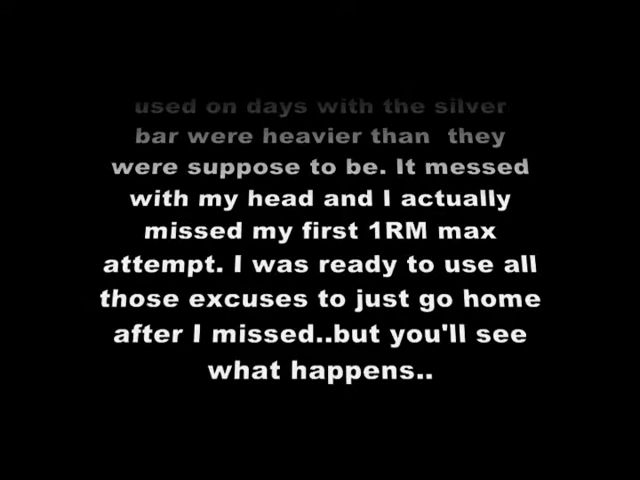 used on days with the silver
bar were heavier than they
were suppose to be. It messed
with my head and I actually
missed my first 1RM max
attempt. I was ready to use all
those excuses to just go home
after I missed..but you'll see
what happens..